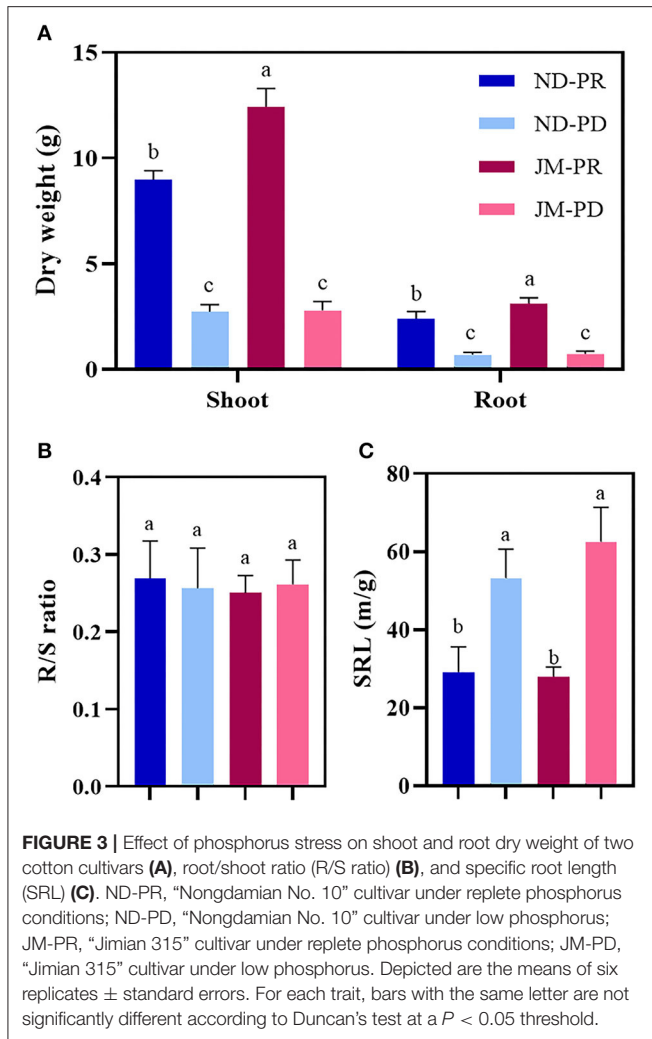 A
15
10
5
0
Dry weight (g)
b
c
a
c
b
c
a
c
ND-PR
ND-PD
JM-PR
JM-PD
Shoot
Root
B
0.4
0.3
0.2
0.1
0.0
R/S ratio
a
a
a
a
C
80
60
40
20
0
SRL (m/g)
b
a
b
a
FIGURE 3 | Effect of phosphorus stress on shoot and root dry weight of two
cotton cultivars (A), root/shoot ratio (R/S ratio) (B), and specific root length
(SRL) (C). ND-PR, “Nongdamian No. 10” cultivar under replete phosphorus
conditions; ND-PD, “Nongdamian No. 10” cultivar under low phosphorus;
JM-PR, “Jimian 315” cultivar under replete phosphorus conditions; JM-PD,
“Jimian 315” cultivar under low phosphorus. Depicted are the means of six
replicates ± standard errors. For each trait, bars with the same letter are not
significantly different according to Duncan’s test at a P < 0.05 threshold.